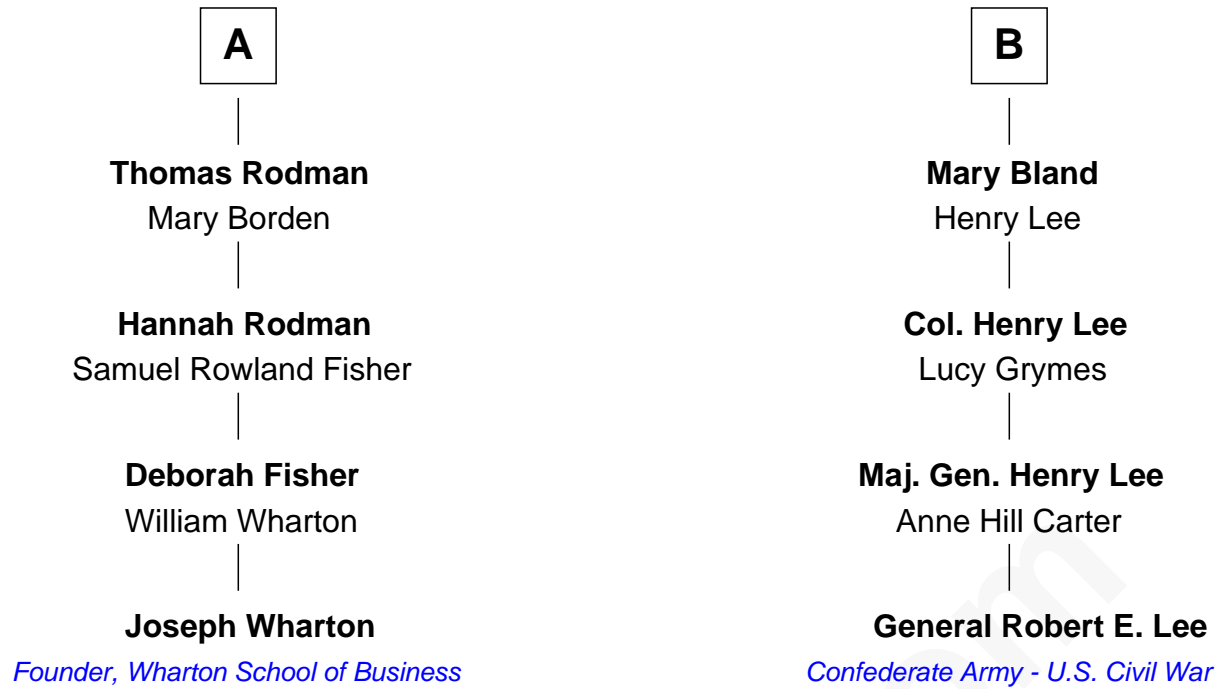 A
Thomas Rodman
Mary Borden
Hannah Rodman
Samuel Rowland Fisher
Deborah Fisher
William Wharton
Joseph Wharton
Founder, Wharton School of Business
B
Mary Bland
Henry Lee
Col. Henry Lee
Lucy Grymes
Maj. Gen. Henry Lee
Anne Hill Carter
General Robert E. Lee
Confederate Army - U.S. Civil War